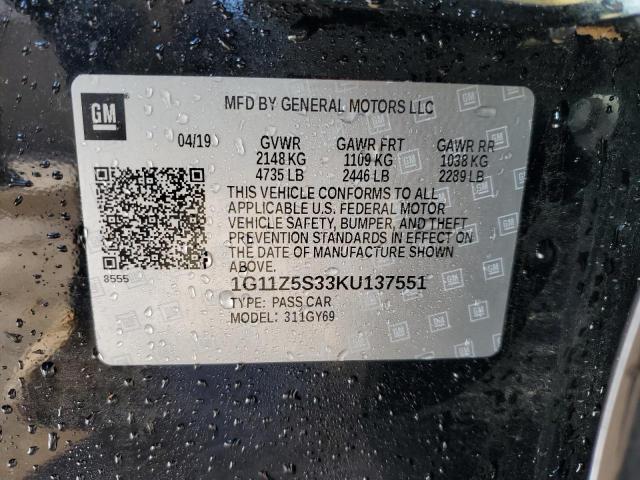 GM
MFD BY GENERAL MOTORS LLC
04/19 GVWR GAWR FRT GAWR RR
2148 KG 1109 KG 1038 KG
4735 LB 2446 LB 2289 LB
THIS VEHICLE CONFORMS TO ALL
APPLICABLE U.S. FEDERAL MOTOR
VEHICLE SAFETY, BUMPER, AND THEFT
PREVENTION STANDARDS IN EFFECT ON
THE DATE OF MANUFACTURE SHOWN
ABOVE.
8555
1G11Z5S33KU137551
TYPE: PASS CAR
MODEL: 311GY69